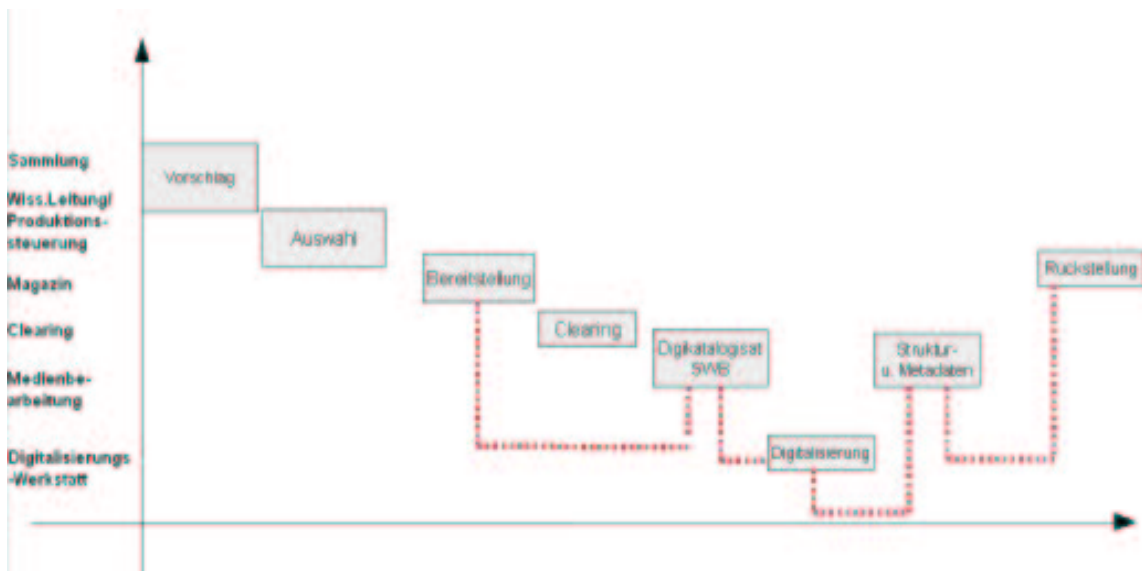 Sammlung
Wiss.Leitung/
Produktions-
steuerung
Magazin
Clearing
Medienbe-
arbeitung
Digitalisierungs
-Werkstatt
Vorschlag
Auswahl
Bereitstellung
Clearing
Digikatalogisat
SWB
Digitalisierung
Struktur-
u. Metadaten
Rückstellung